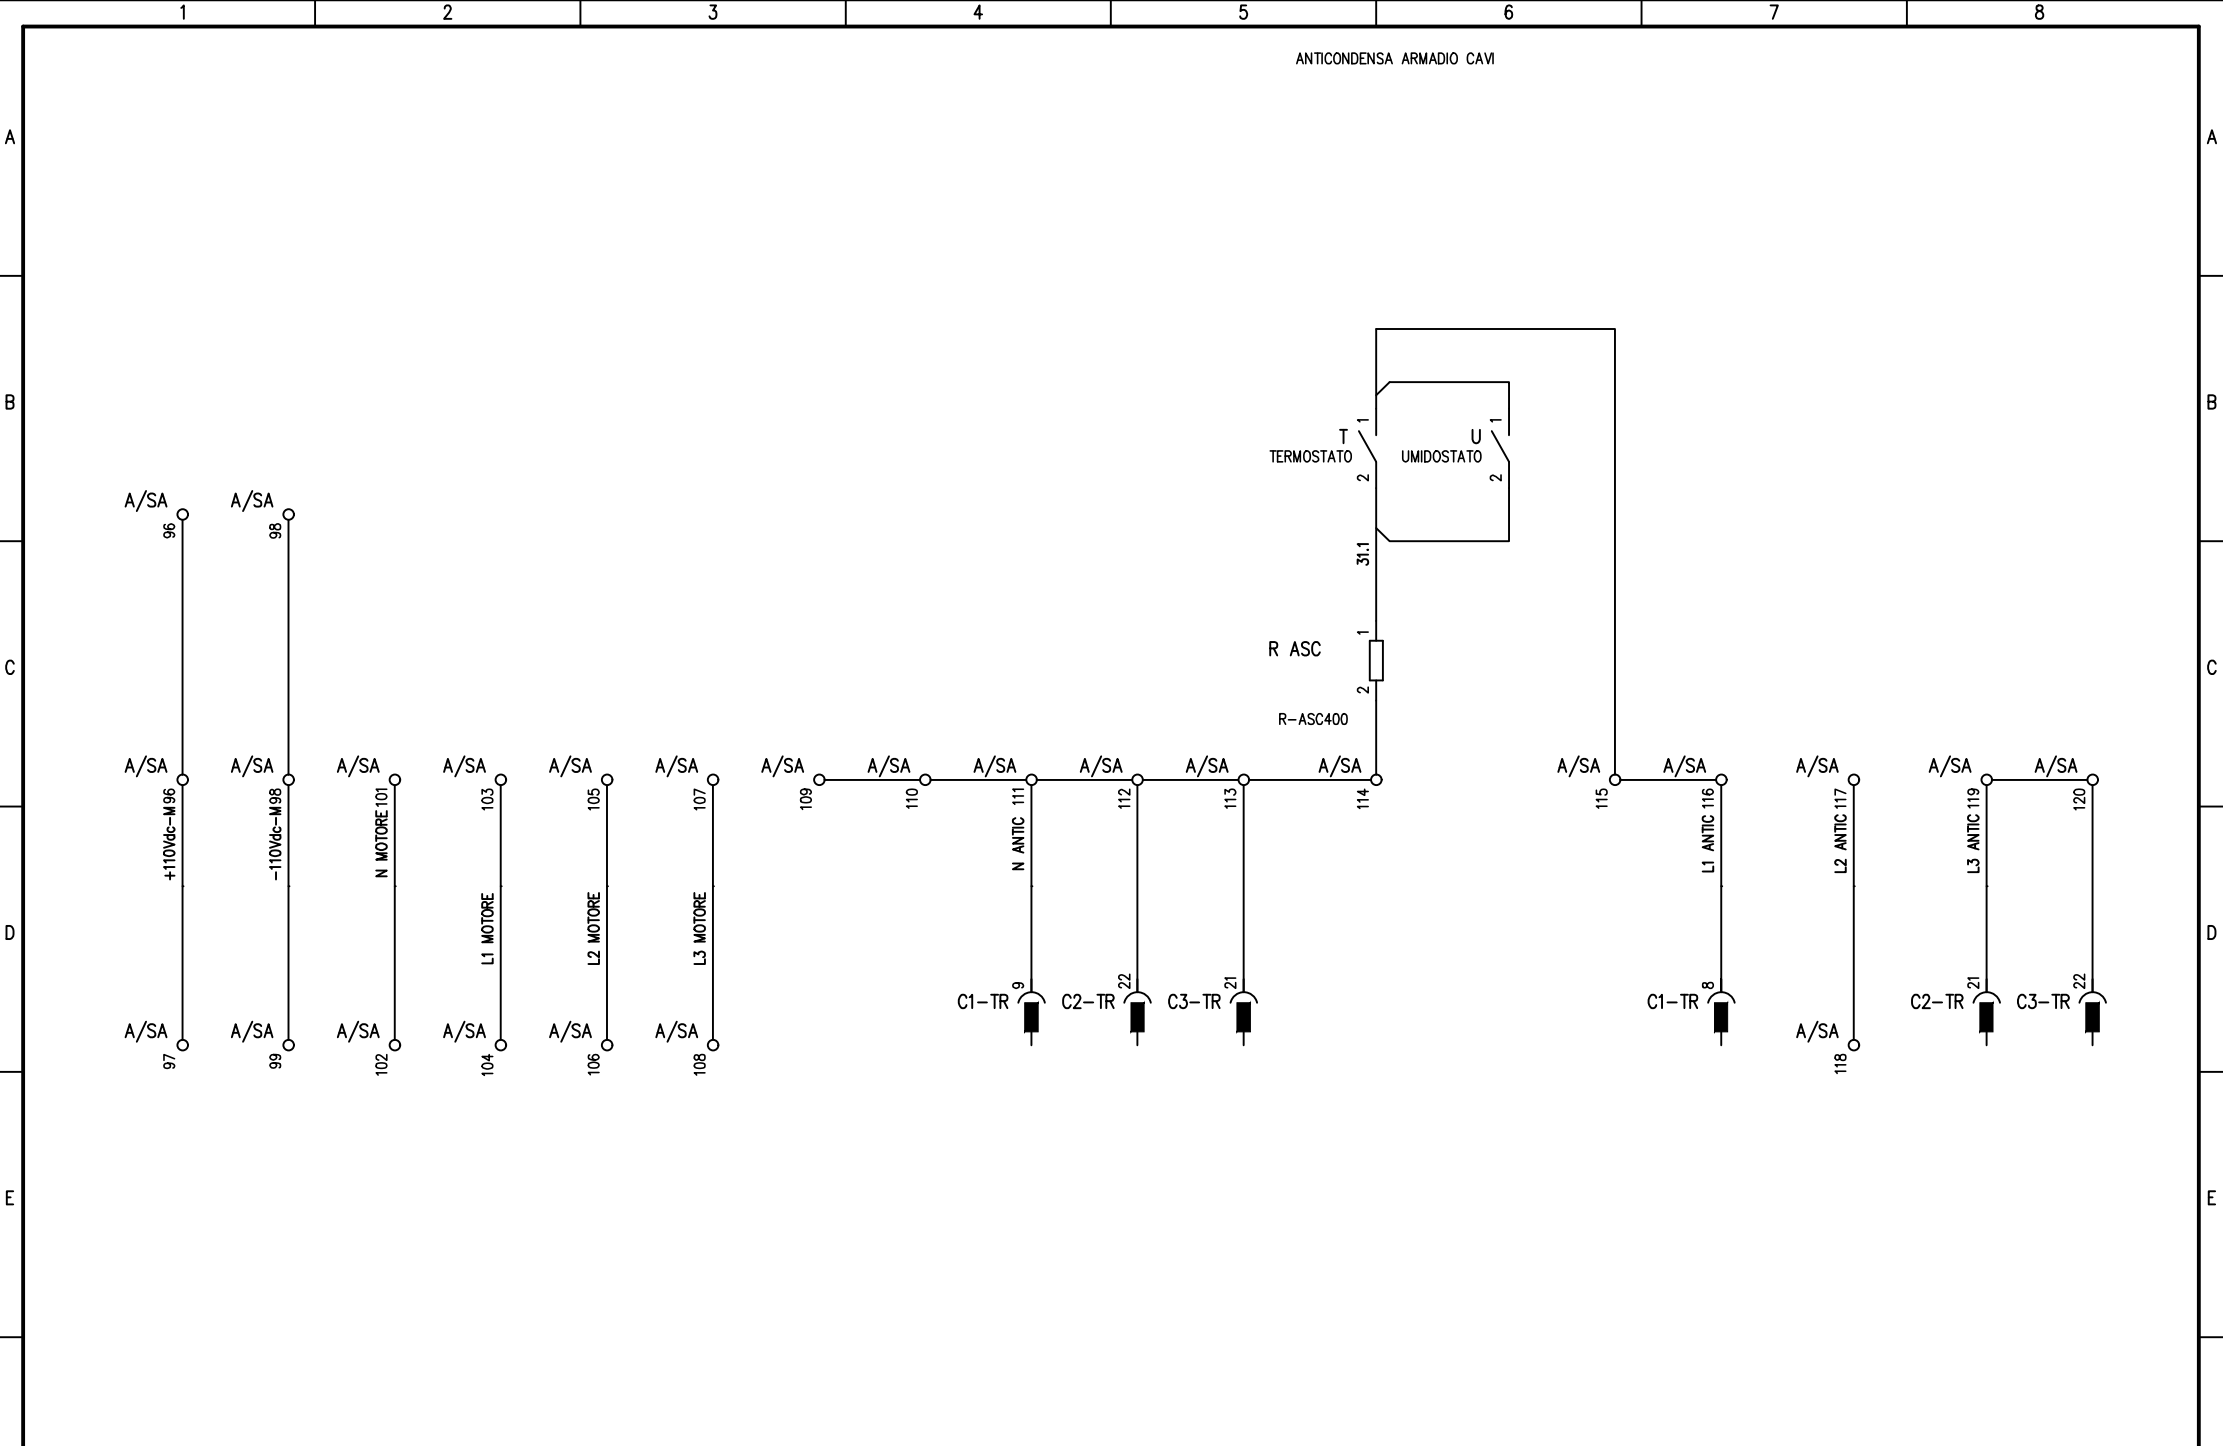 1 2 3 4 5 6 7 8
ANTICONDENSA ARMADIO CAVI
A A
B B
1 1
T U
TERMOSTATO UMIDOSTATO
2 2
A/SA A/SA
96 98
31.1
1
R ASC
C C
2
R-ASC400
A/SA A/SA A/SA A/SA A/SA A/SA A/SA A/SA A/SA A/SA A/SA A/SA A/SA A/SA A/SA A/SA A/SA
+110Vdc-M96 -110Vdc-M98 N MOTORE101 103 105 107 109 110 N ANTIC 111 112 113 114 115 L1 ANTIC 116 L2 ANTIC 117 L3 ANTIC 119 120
L1 MOTORE L2 MOTORE L3 MOTORE
D D
9 22 21 8 21 22
C1-TR C2-TR C3-TR C1-TR C2-TR C3-TR
A/SA A/SA A/SA A/SA A/SA A/SA A/SA
97 99 102 104 106 108 118
E E